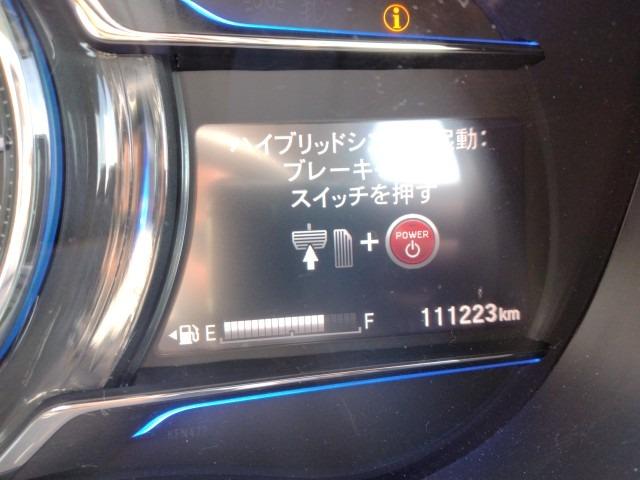 ハイブリッドシ 起動:
ブレーキ
スイッチを押す
POWER
E F 111223km